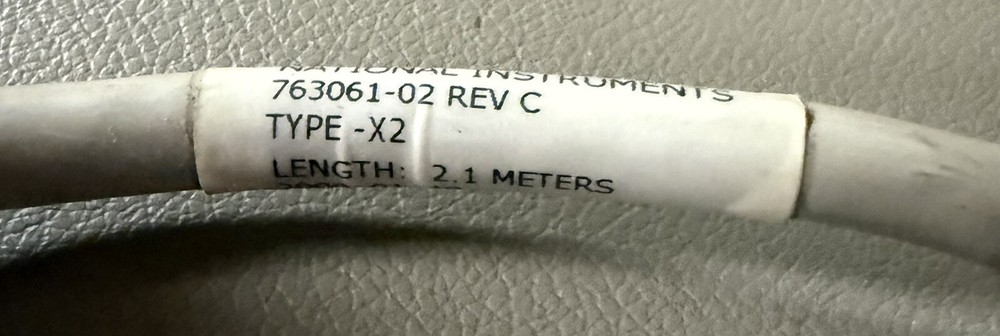 NATIONAL INSTRUMENTS
763061-02 REV C
TYPE -X2
LENGTH: 2.1 METERS